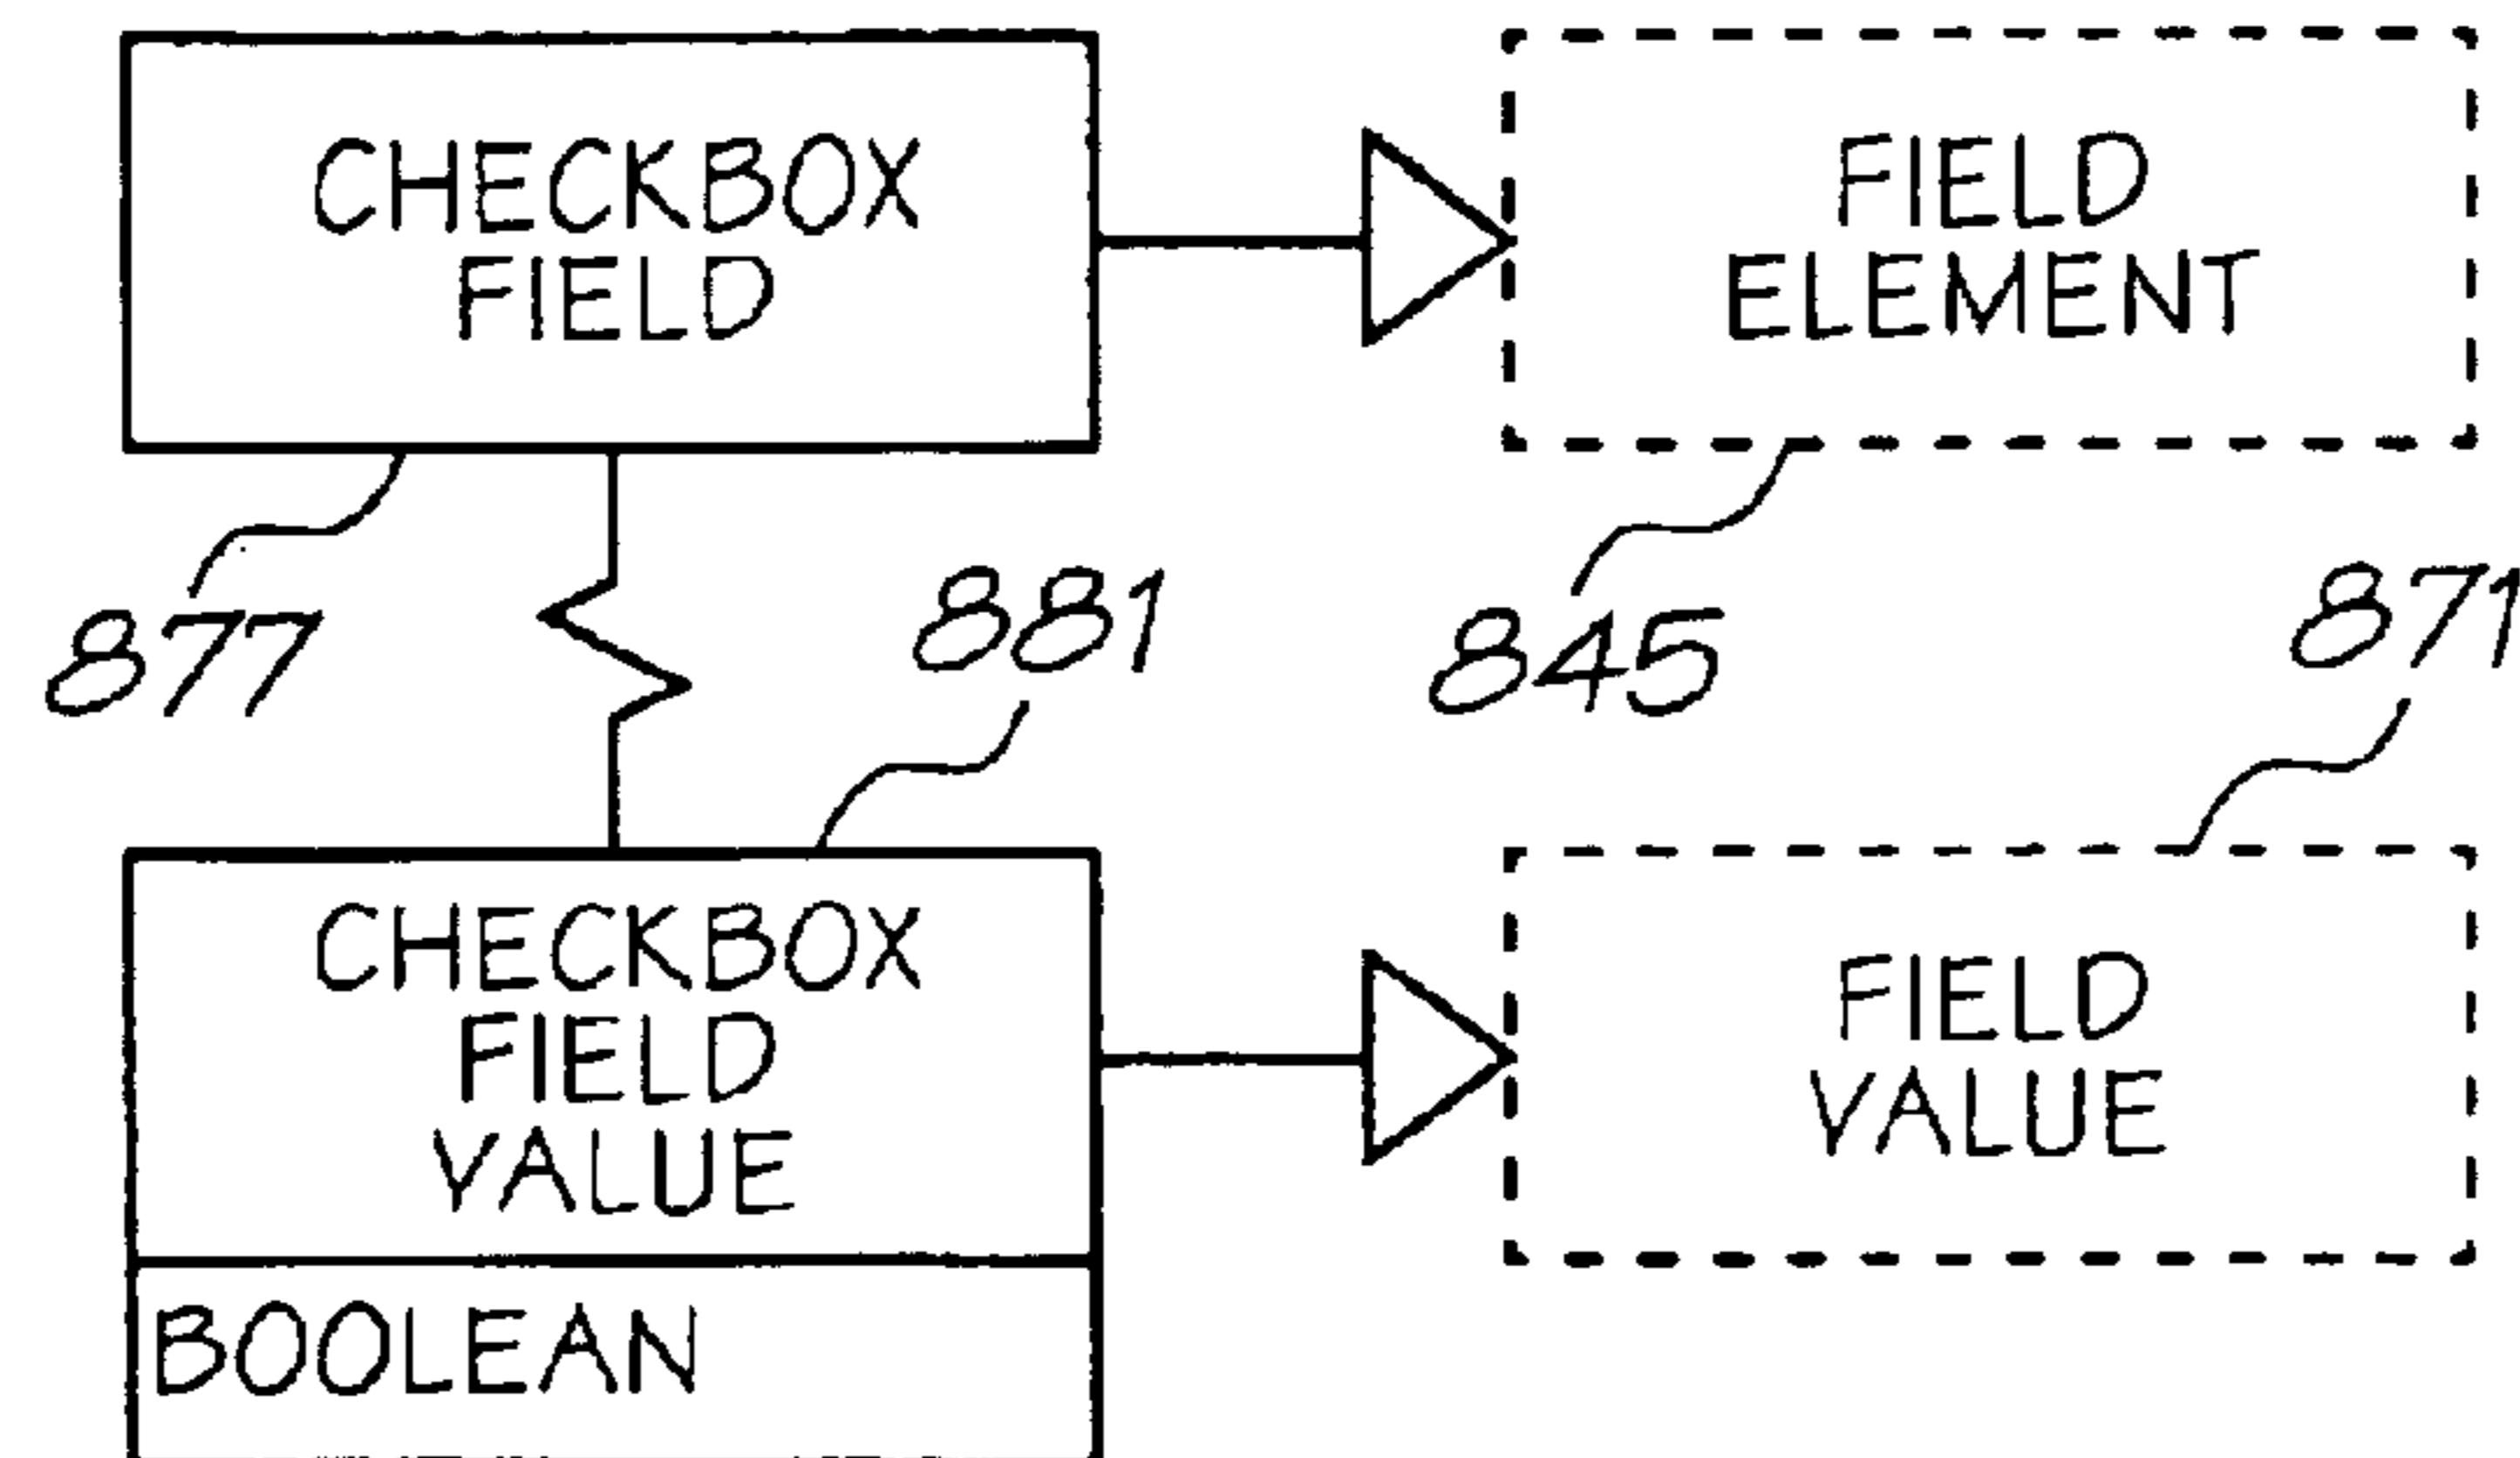 CHECKBOX
FIELD
FIELD
ELEMENT
877
881
845
871
CHECKBOX
FIELD
VALUE
FIELD
VALUE
BOOLEAN